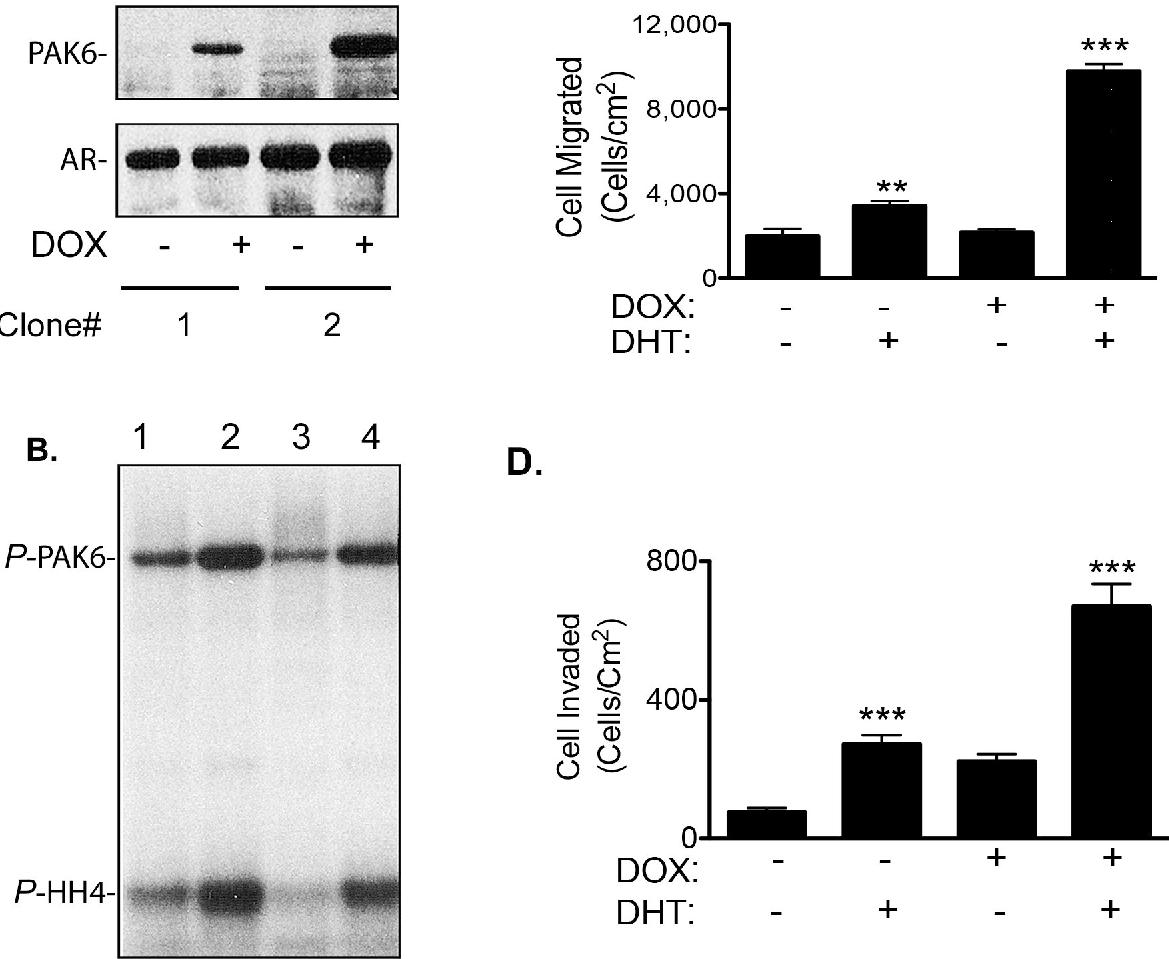 PAK6-
AR-
DOX - + - +
Clone# 1 2
12,000
8,000
4,000
0
Cell Migrated
(Cells/cm2)
**
***
DOX: - - + +
DHT: - + - +
B.
1 2 3 4
P-PAK6-
P-HH4-
D.
800
400
0
Cell Invaded
(Cells/Cm2)
***
***
DOX: - - + +
DHT: - + - +